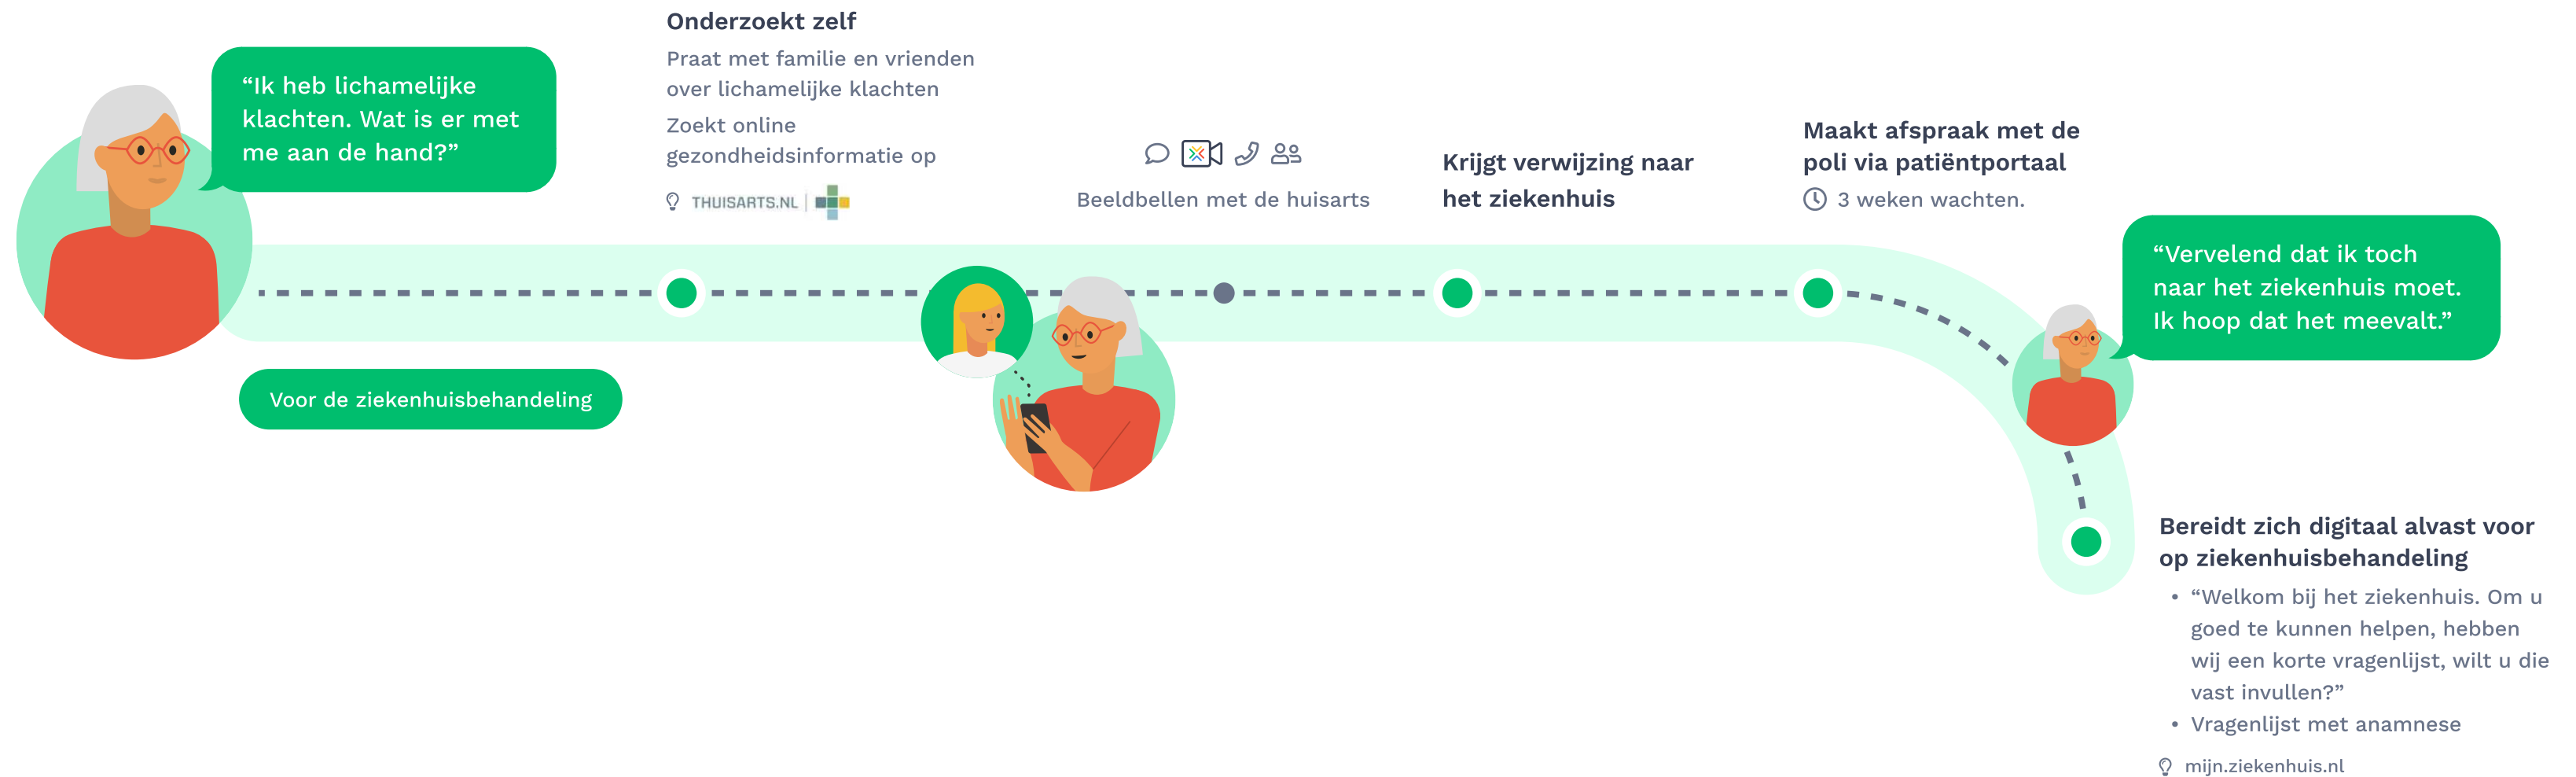 “Ik heb lichamelijke
klachten. Wat is er met
me aan de hand?”
Voor de ziekenhuisbehandeling
Onderzoekt zelf
Praat met familie en vrienden
over lichamelijke klachten
Zoekt online
gezondheidsinformatie op
THUISARTS.NL
Beeldbellen met de huisarts
Krijgt verwijzing naar
het ziekenhuis
Maakt afspraak met de
poli via patiëntportaal
3 weken wachten.
“Vervelend dat ik toch
naar het ziekenhuis moet.
Ik hoop dat het meevalt.”
Bereidt zich digitaal alvast voor
op ziekenhuisbehandeling
• “Welkom bij het ziekenhuis. Om u
goed te kunnen helpen, hebben
wij een korte vragenlijst, wilt u die
vast invullen?”
• Vragenlijst met anamnese
mijn.ziekenhuis.nl